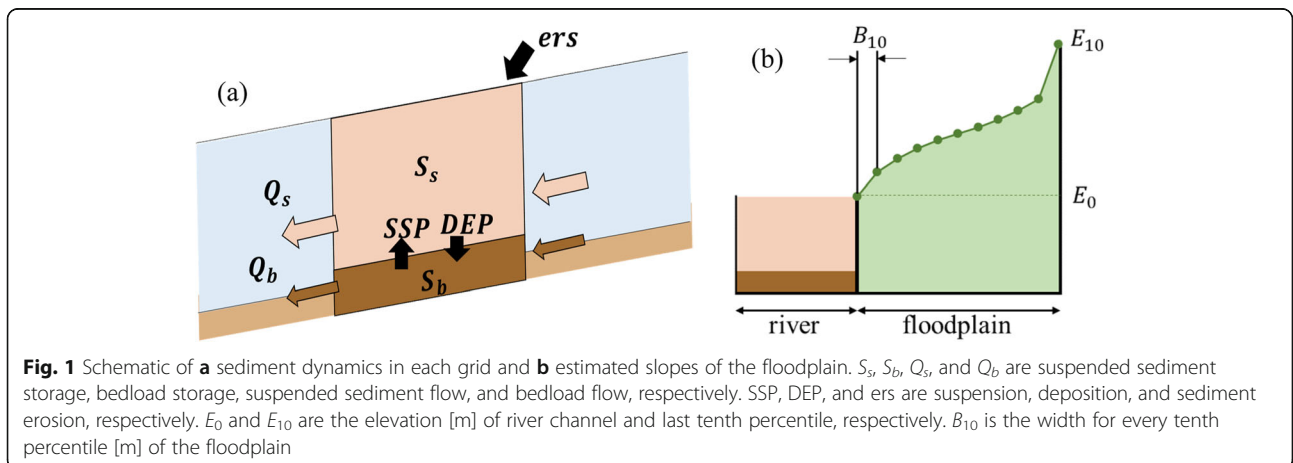 ers
(a)
S_s
Q_s
SSP DEP
Q_b
S_b
B_10
(b)
E_10
E_0
river
floodplain
Fig. 1 Schematic of a sediment dynamics in each grid and b estimated slopes of the floodplain. S_s, S_b, Q_s, and Q_b are suspended sediment
storage, bedload storage, suspended sediment flow, and bedload flow, respectively. SSP, DEP, and ers are suspension, deposition, and sediment
erosion, respectively. E_0 and E_10 are the elevation [m] of river channel and last tenth percentile, respectively. B_10 is the width for every tenth
percentile [m] of the floodplain